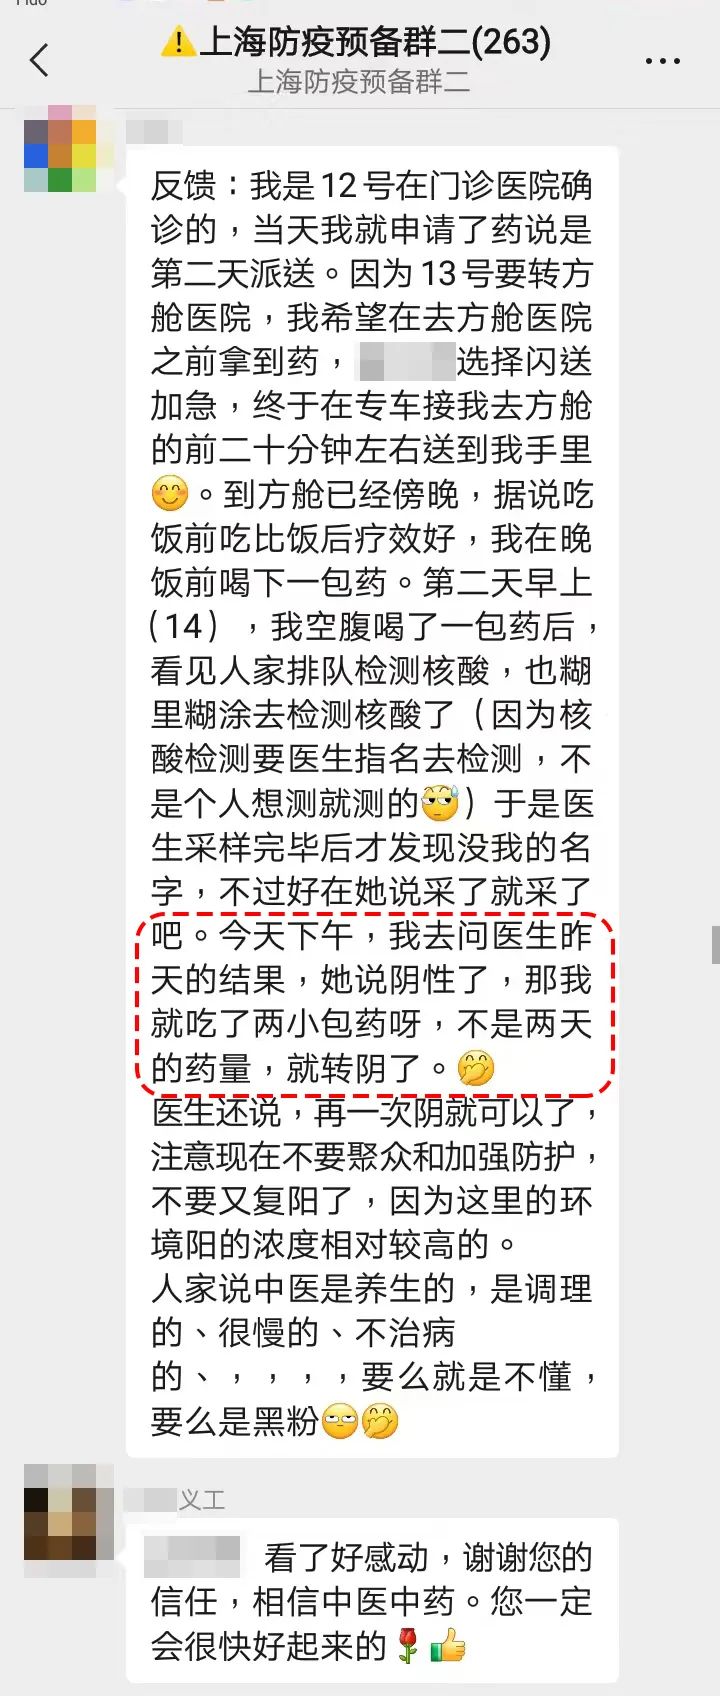 上海防疫预备群二(263)
上海防疫预备群二
反馈：我是12号在门诊医院确
诊的，当天我就申请了药说是
第二天派送。因为13号要转方
舱医院，我希望在去方舱医院
之前拿到药，选择闪送
加急，终于在专车接我去方舱
的前二十分钟左右送到我手里
😊。到方舱已经傍晚，据说吃
饭前吃比饭后疗效好，我在晚
饭前喝下一包药。第二天早上
（14），我空腹喝了一包药后，
看见人家排队检测核酸，也糊
里糊涂去检测核酸了（因为核
酸检测要医生指名去检测，不
是个人想测就测的😓）于是医
生采样完毕后才发现没我的名
字，不过好在她说采了就采了
吧。今天下午，我去问医生昨
天的结果，她说阴性了，那我
就吃了两小包药呀，不是两天
的药量，就转阴了。🤭
医生还说，再一次阴就可以了，
注意现在不要聚众和加强防护，
不要又复阳了，因为这里的环
境阳的浓度相对较高的。
人家说中医是养生的，是调理
的、很慢的、不治病
的、，，，，要么就是不懂，
要么是黑粉🙄🤭
义工
看了好感动，谢谢您的
信任，相信中医中药。您一定
会很快好起来的🌹👍